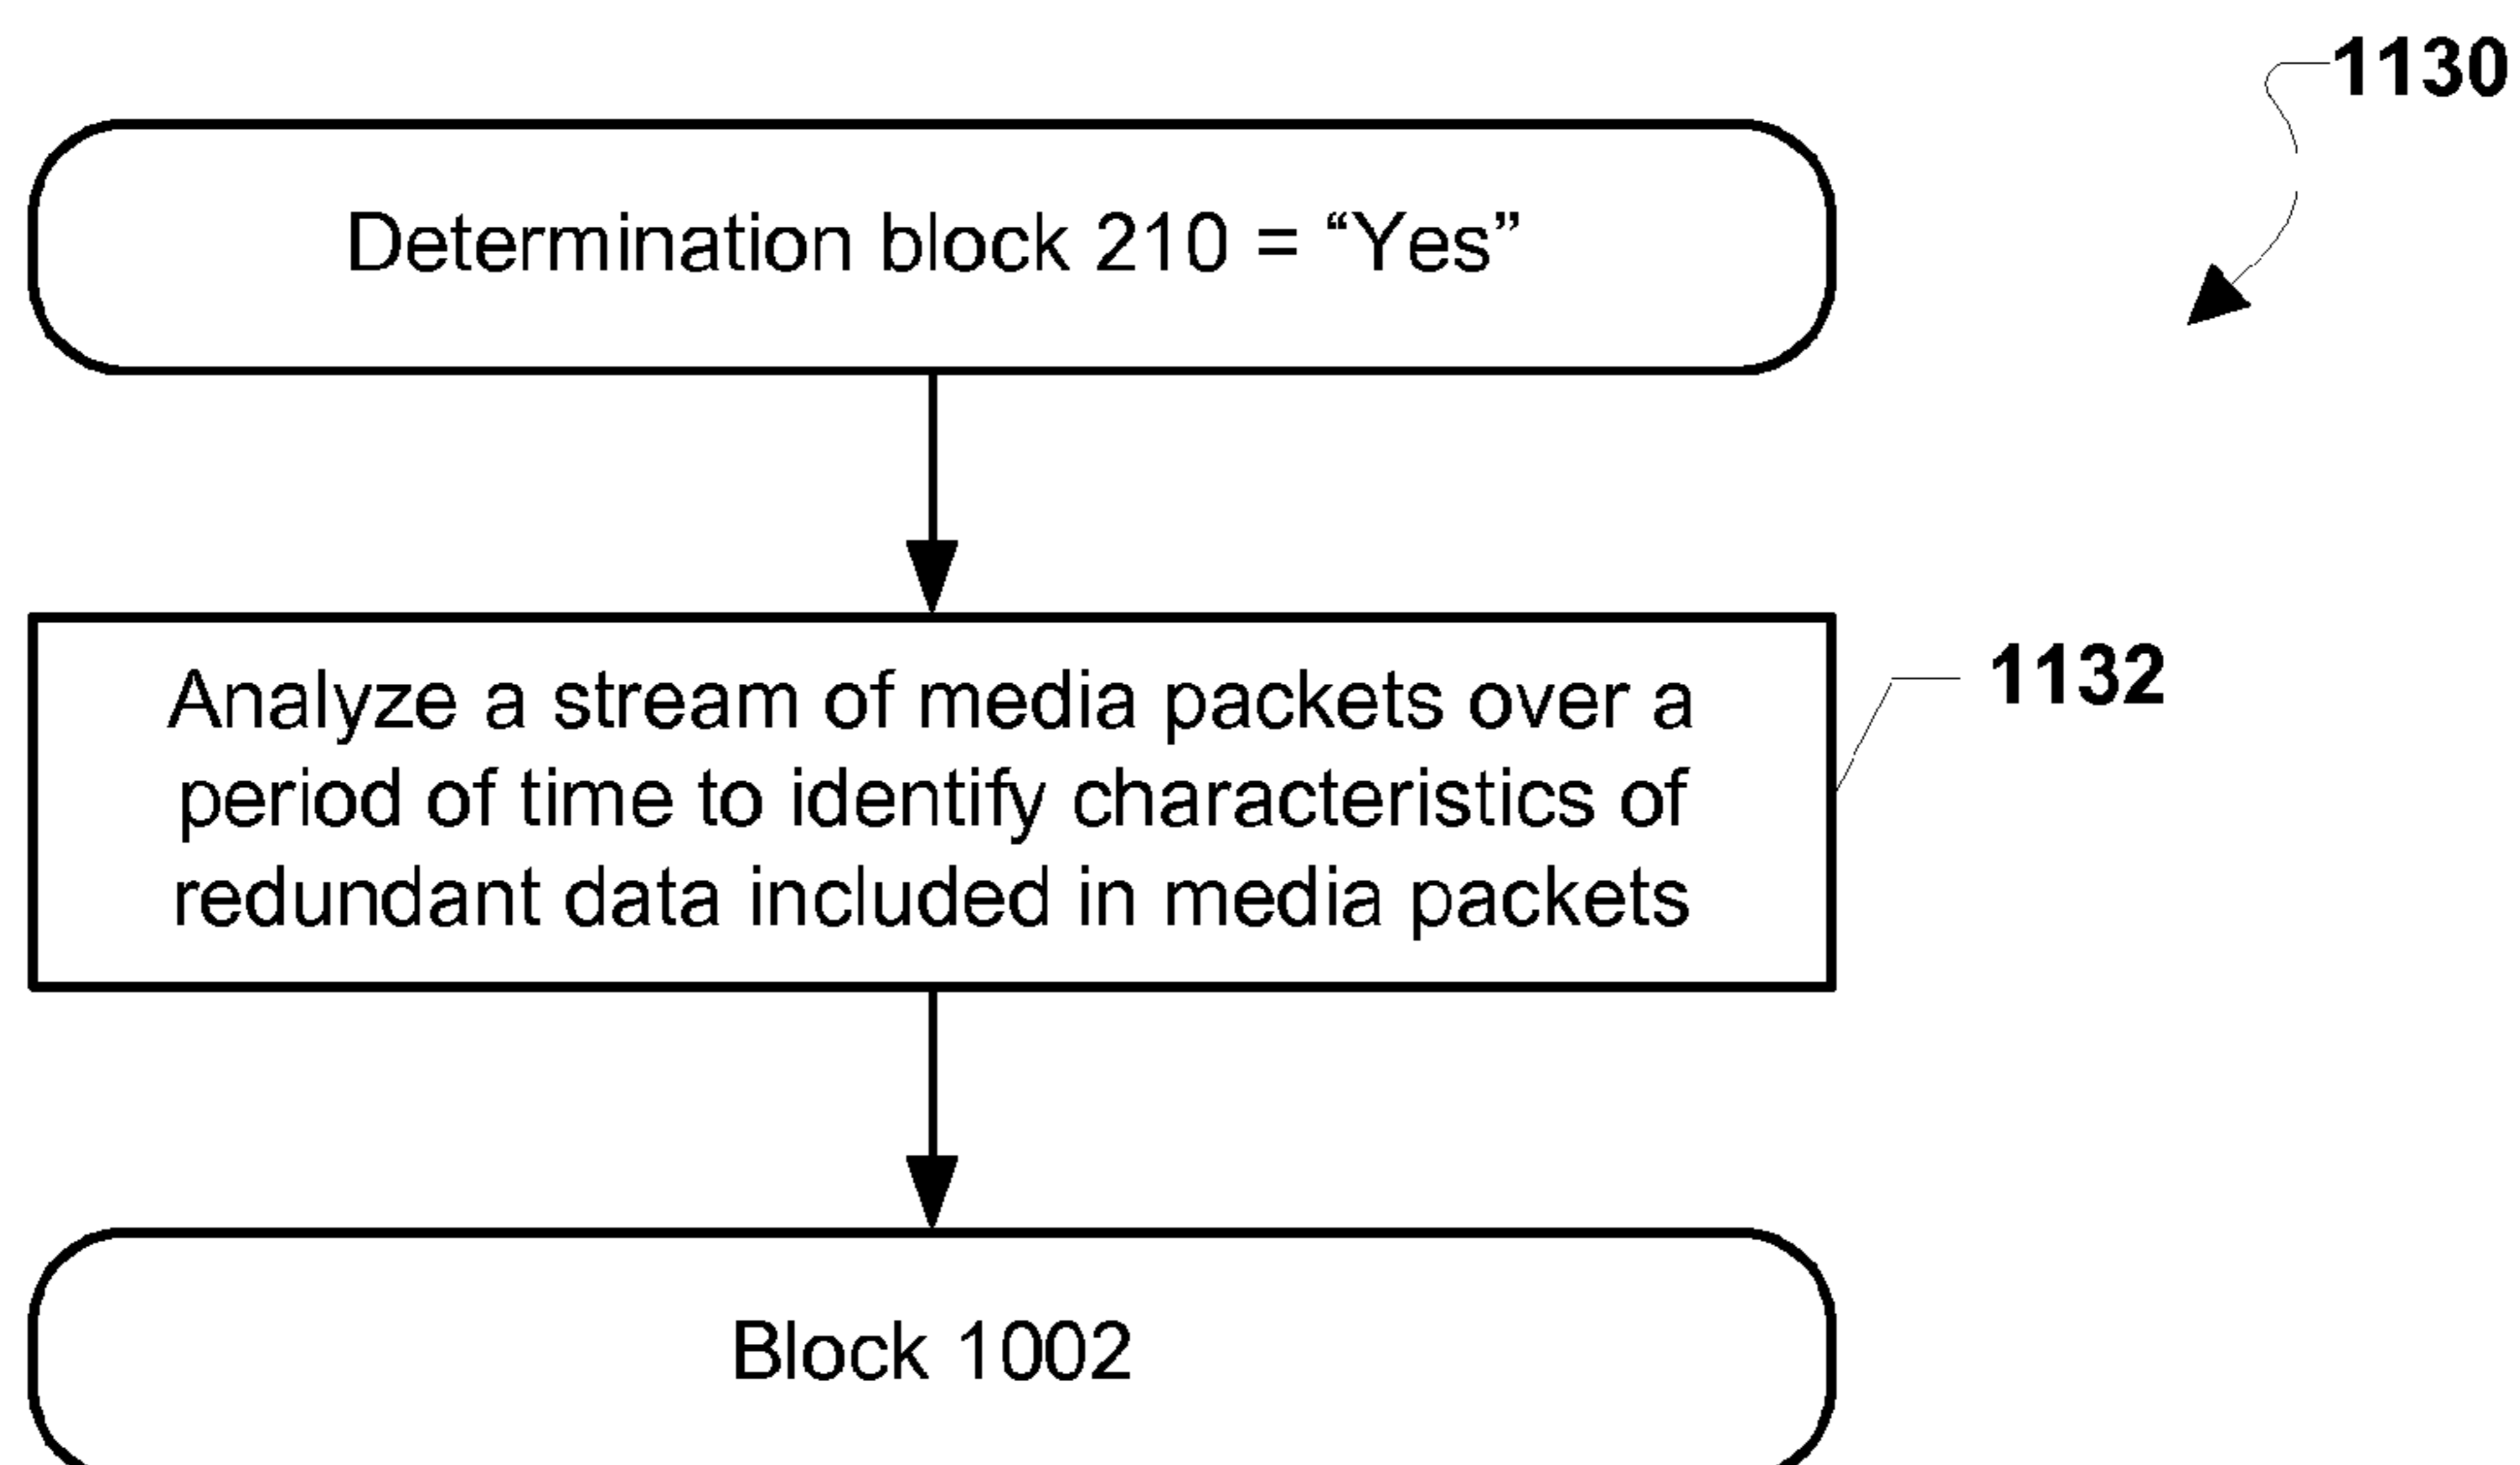 1130
Determination block 210 = “Yes”
Analyze a stream of media packets over a
period of time to identify characteristics of
redundant data included in media packets
1132
Block 1002